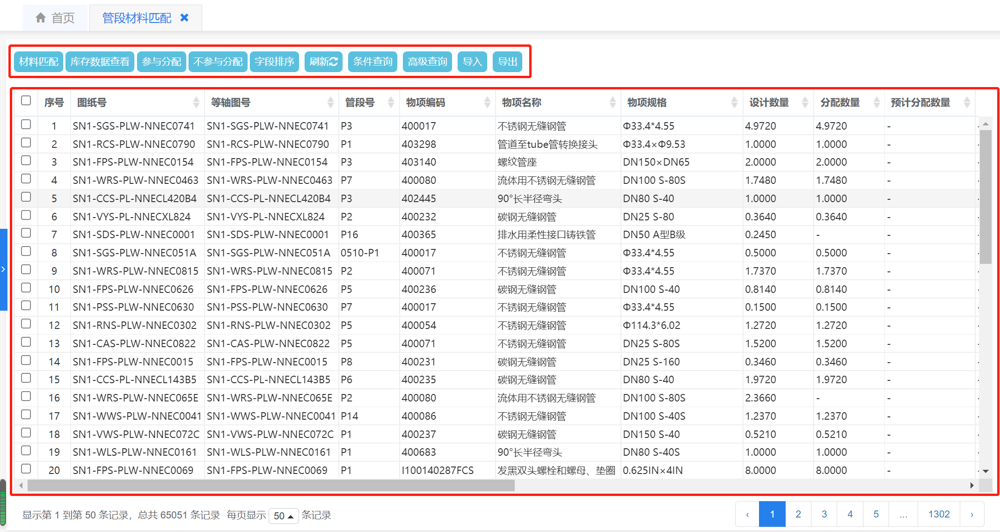 首页 管段材料匹配
材料匹配 库存数据查看 参与分配 不参与分配 字段排序 刷新 条件查询 高级查询 导入 导出
序号 图纸号 等轴图号 管段号 物项编码 物项名称 物项规格 设计数量 分配数量 预计分配数量
1 SN1-SGS-PLW-NNEC0741 SN1-SGS-PLW-NNEC0741 P3 400017 不锈钢无缝钢管 Φ33.4*4.55 4.9720 4.9720 -
2 SN1-RCS-PLW-NNEC0790 SN1-RCS-PLW-NNEC0790 P1 403298 管道至tube管转换接头 Φ33.4×Φ9.53 1.0000 1.0000 -
3 SN1-FPS-PLW-NNEC0154 SN1-FPS-PLW-NNEC0154 P3 403140 螺纹管座 DN150×DN65 2.0000 2.0000 -
4 SN1-WRS-PLW-NNEC0463 SN1-WRS-PLW-NNEC0463 P7 400080 流体用不锈钢无缝钢管 DN100 S-80S 1.7480 1.7480 -
5 SN1-CCS-PL-NNECL420B4 SN1-CCS-PL-NNECL420B4 P3 402445 90°长半径弯头 DN80 S-40 1.0000 1.0000 -
6 SN1-VYS-PL-NNECXL824 SN1-VYS-PL-NNECXL824 P2 400232 碳钢无缝钢管 DN25 S-80 0.3640 0.3640 -
7 SN1-SDS-PLW-NNEC0001 SN1-SDS-PLW-NNEC0001 P16 400365 排水用柔性接口铸铁管 DN50 A型B级 0.2450 - -
8 SN1-SGS-PLW-NNEC051A SN1-SGS-PLW-NNEC051A 0510-P1 400017 不锈钢无缝钢管 Φ33.4*4.55 0.5000 0.5000 -
9 SN1-WRS-PLW-NNEC0815 SN1-WRS-PLW-NNEC0815 P2 400071 不锈钢无缝钢管 Φ33.4*4.55 1.7370 1.7370 -
10 SN1-FPS-PLW-NNEC0626 SN1-FPS-PLW-NNEC0626 P5 400236 碳钢无缝钢管 DN100 S-40 0.8140 0.8140 -
11 SN1-PSS-PLW-NNEC0630 SN1-PSS-PLW-NNEC0630 P7 400017 不锈钢无缝钢管 Φ33.4*4.55 0.1500 0.1500 -
12 SN1-RNS-PLW-NNEC0302 SN1-RNS-PLW-NNEC0302 P5 400054 不锈钢无缝钢管 Φ114.3*6.02 1.2720 1.2720 -
13 SN1-CAS-PLW-NNEC0822 SN1-CAS-PLW-NNEC0822 P5 400071 不锈钢无缝钢管 DN25 S-80S 1.5200 1.5200 -
14 SN1-FPS-PLW-NNEC0015 SN1-FPS-PLW-NNEC0015 P8 400231 碳钢无缝钢管 DN25 S-160 0.3460 0.3460 -
15 SN1-CCS-PL-NNECL143B5 SN1-CCS-PL-NNECL143B5 P6 400235 碳钢无缝钢管 DN80 S-40 1.9720 1.9720 -
16 SN1-WRS-PLW-NNEC065E SN1-WRS-PLW-NNEC065E P2 400080 流体用不锈钢无缝钢管 DN100 S-80S 2.3660 - -
17 SN1-WWS-PLW-NNEC0041 SN1-WWS-PLW-NNEC0041 P14 400086 不锈钢无缝钢管 DN100 S-40S 1.2370 1.2370 -
18 SN1-VWS-PLW-NNEC072C SN1-VWS-PLW-NNEC072C P1 400237 碳钢无缝钢管 DN150 S-40 0.5210 0.5210 -
19 SN1-WLS-PLW-NNEC0161 SN1-WLS-PLW-NNEC0161 P1 400683 90°长半径弯头 DN80 S-40S 1.0000 1.0000 -
20 SN1-FPS-PLW-NNEC0069 SN1-FPS-PLW-NNEC0069 P1 I100140287FCS 发黑双头螺栓和螺母、垫圈 0.625IN×4IN 8.0000 8.0000 -
显示第 1 到第 50 条记录，总共 65051 条记录 每页显示 50 条记录 ‹ 1 2 3 4 5 ... 1302 ›